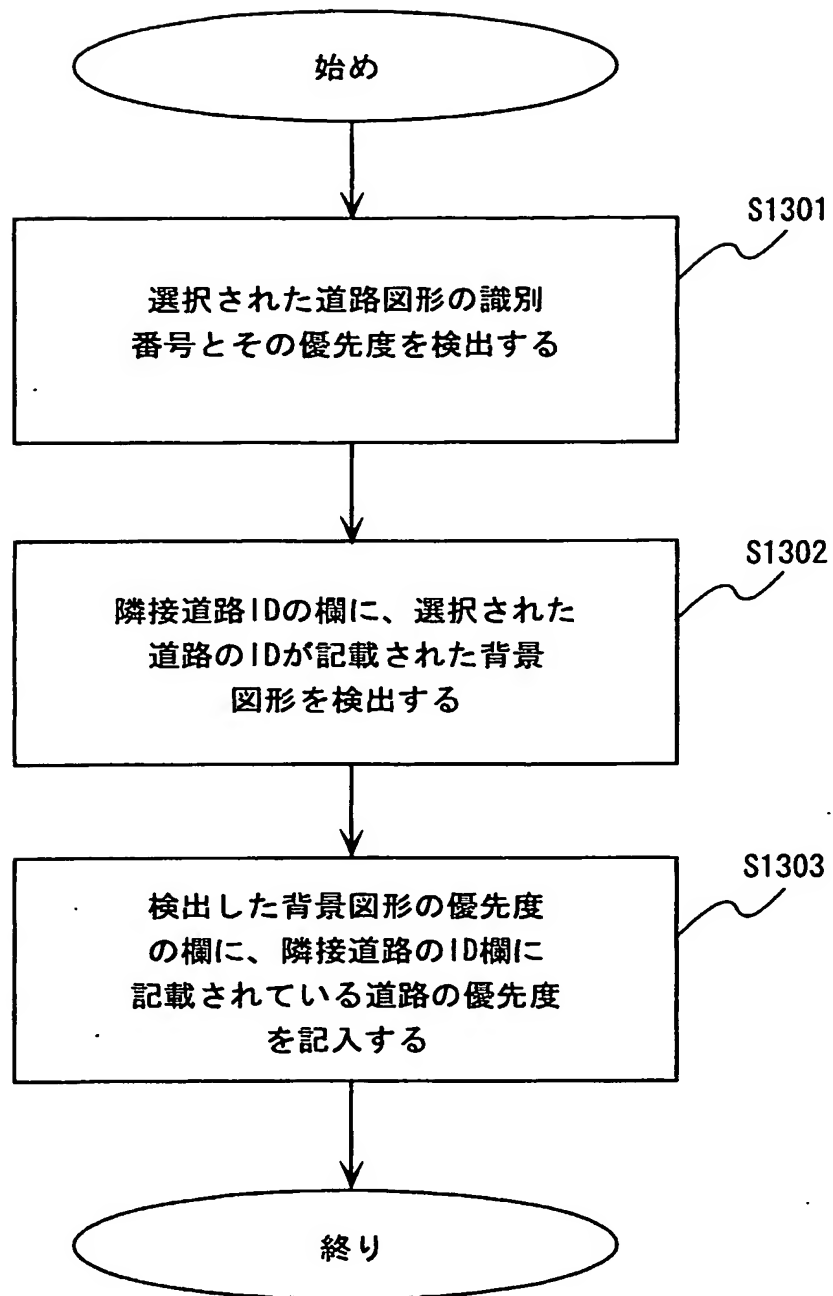 始め
S1301
選択された道路図形の識別
番号とその優先度を検出する
S1302
隣接道路IDの欄に、選択された
道路のIDが記載された背景
図形を検出する
S1303
検出した背景図形の優先度
の欄に、隣接道路のID欄に
記載されている道路の優先度
を記入する
終り